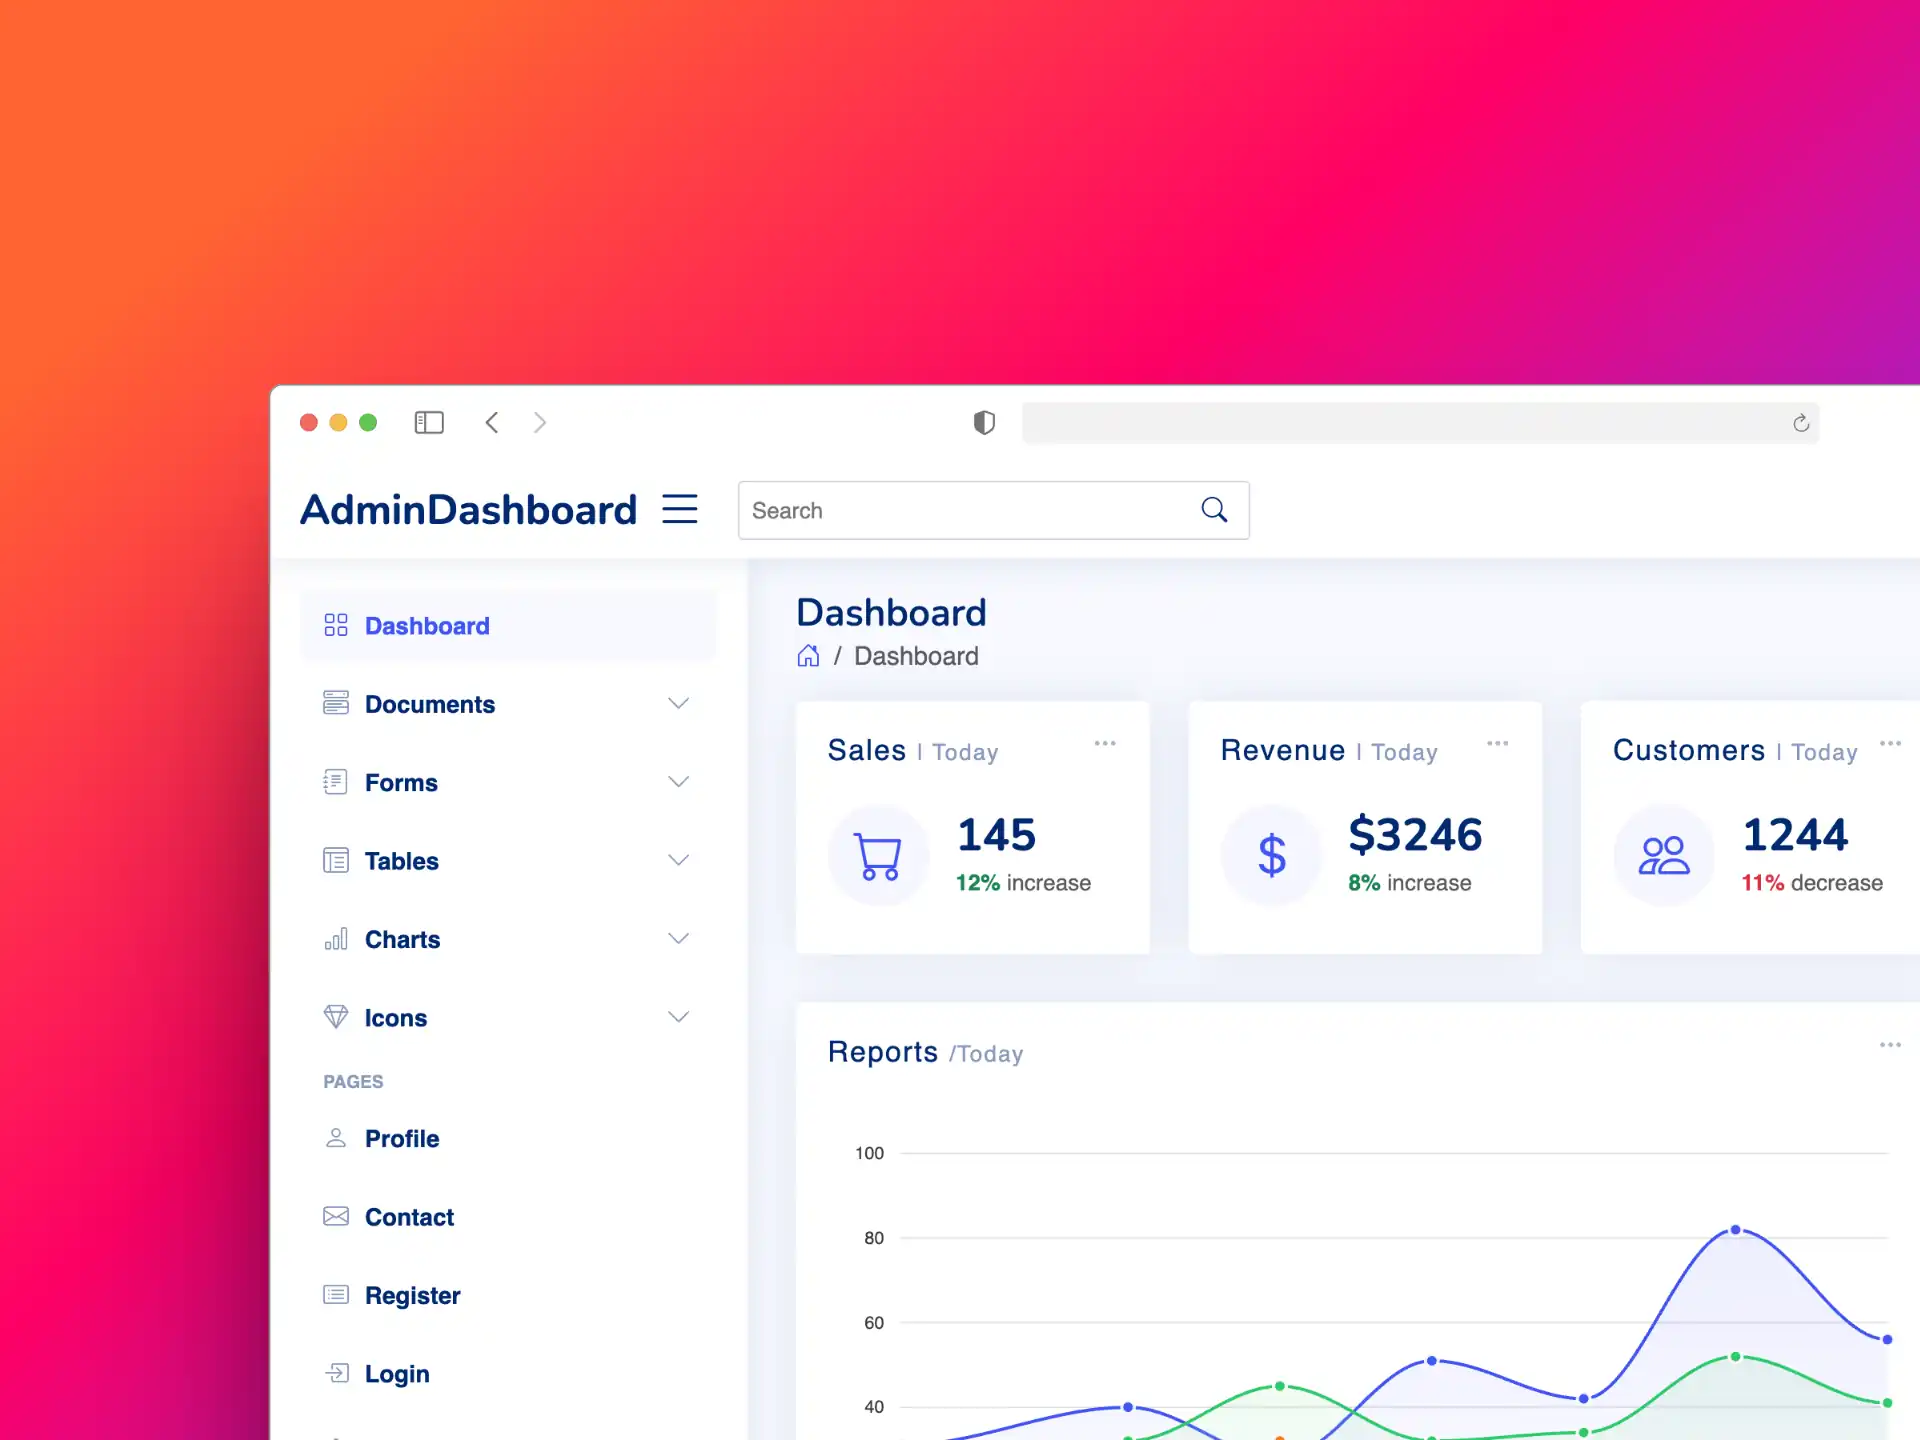 AdminDashboard
Search
Dashboard
Documents
Forms
Tables
Charts
Icons
PAGES
Profile
Contact
Register
Login
Dashboard
/ Dashboard
Sales | Today
145
12% increase
Revenue | Today
$3246
8% increase
Customers | Today
1244
11% decrease
Reports /Today
100
80
60
40